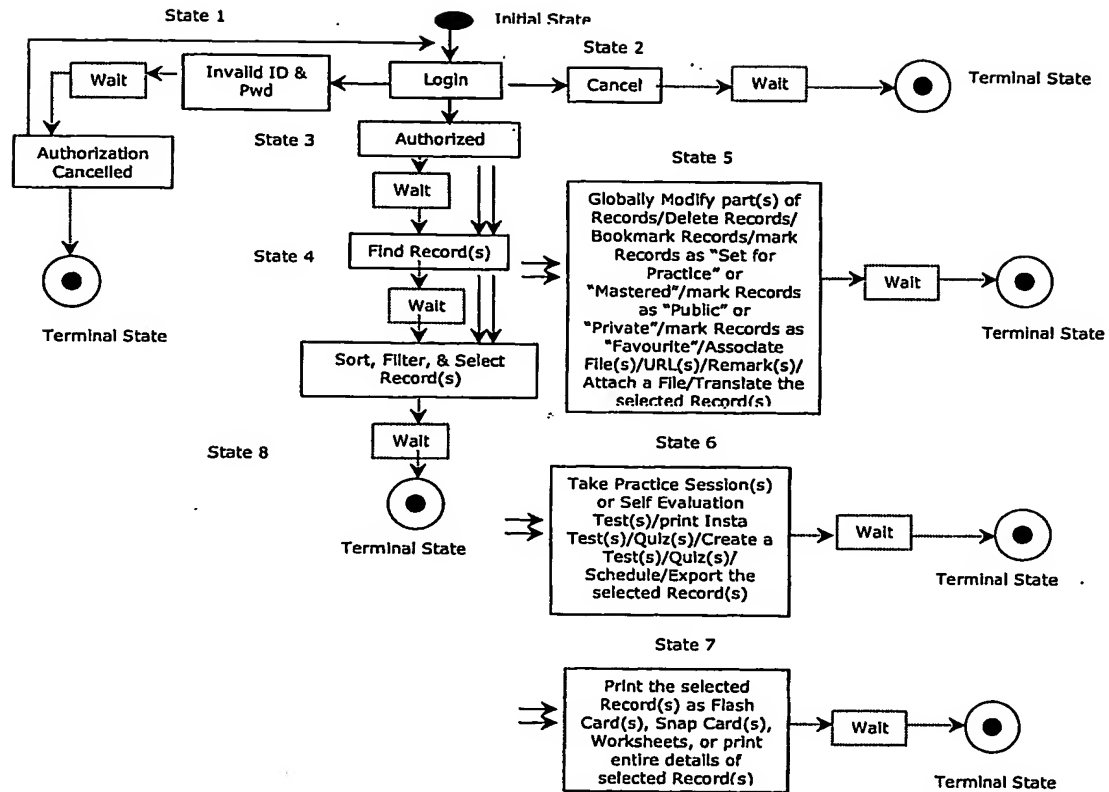 State 1
Initial State
State 2
Wait
Invalid ID &
Pwd
Login
Cancel
Wait
Terminal State
State 3
Authorized
Authorization
Cancelled
Wait
State 5
State 4
Find Record(s)
Globally Modify part(s) of
Records/Delete Records/
Bookmark Records/mark
Records as "Set for
Practice" or
"Mastered"/mark Records
as "Public" or
"Private"/mark Records as
"Favourite"/Associate
File(s)/URL(s)/Remark(s)/
Attach a File/Translate the
selected Record(s)
Wait
Terminal State
Terminal State
Wait
Sort, Filter, & Select
Record(s)
Wait
State 8
Terminal State
State 6
Take Practice Session(s)
or Self Evaluation
Test(s)/print Insta
Test(s)/Quiz(s)/Create a
Test(s)/Quiz(s)/
Schedule/Export the
selected Record(s)
Wait
Terminal State
State 7
Print the selected
Record(s) as Flash
Card(s), Snap Card(s),
Worksheets, or print
entire details of
selected Record(s)
Wait
Terminal State